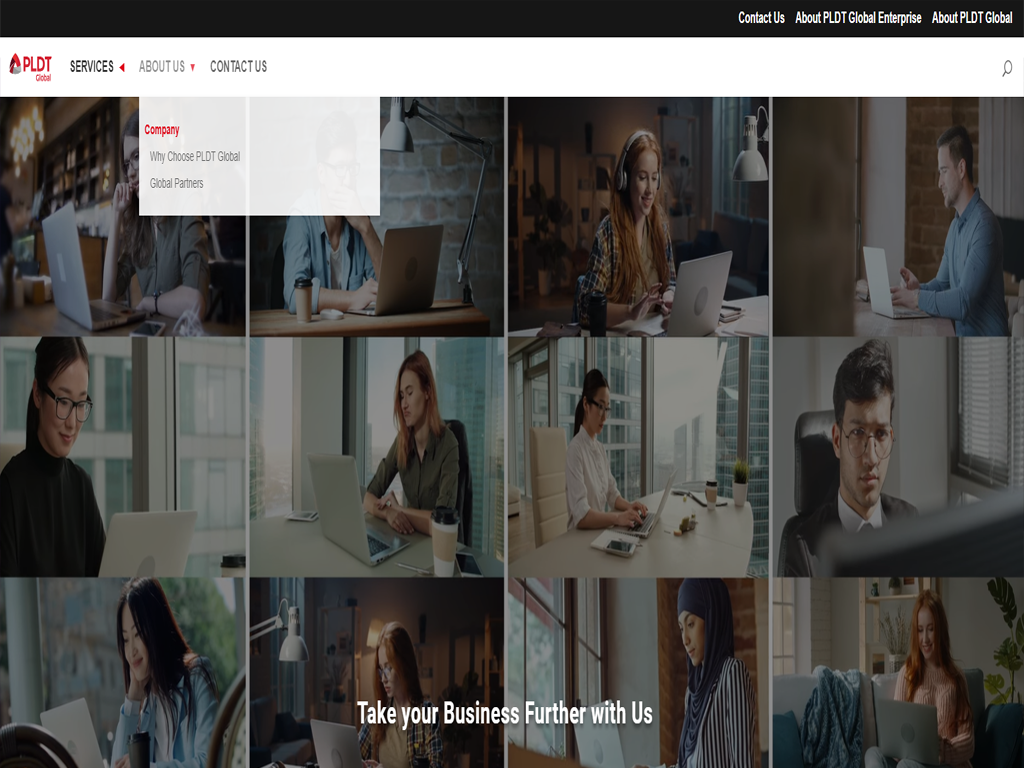 Contact Us About PLDT Global Enterprise About PLDT Global
PLDT
Global
SERVICES ABOUT US CONTACT US
Company
Why Choose PLDT Global
Global Partners
Take your Business Further with Us